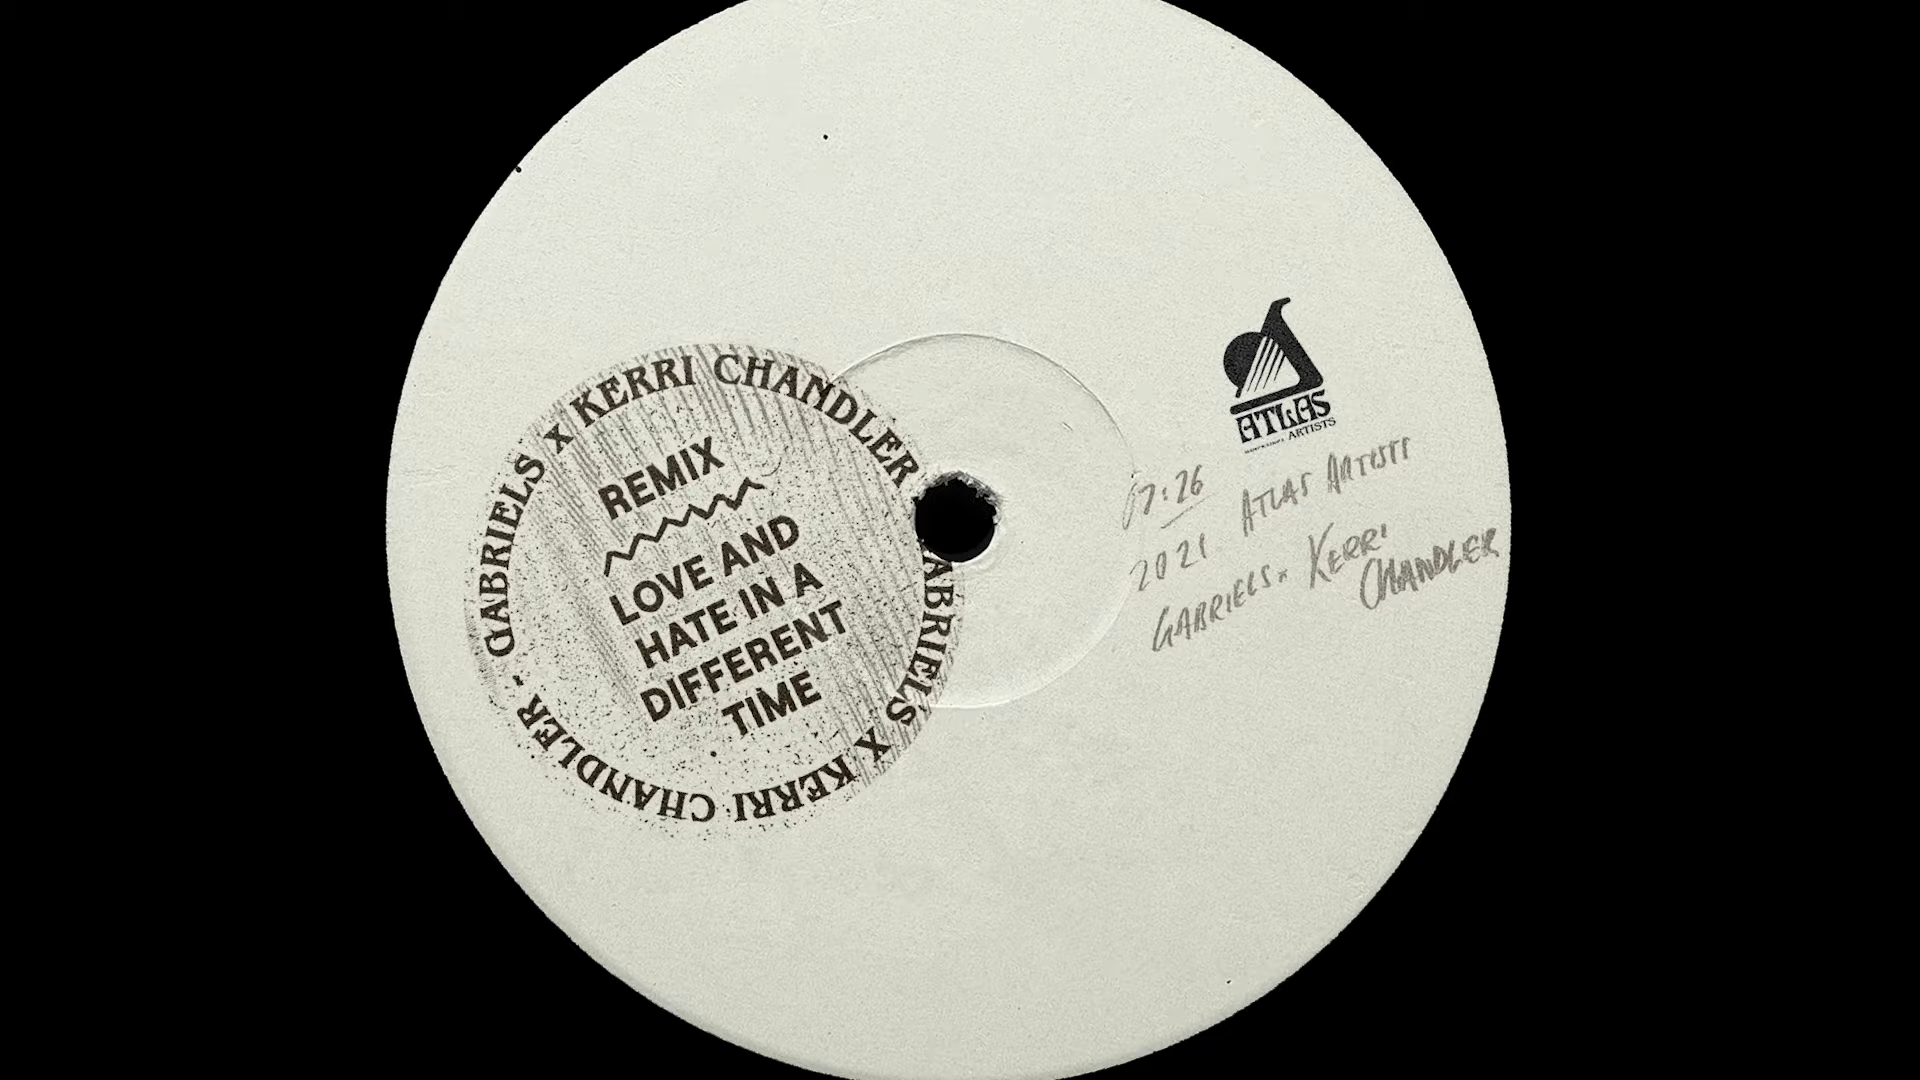 GABRIELS x KERRI CHANDLER - GABRIELS X KERRI CHANDLER
REMIX
LOVE AND
HATE IN A
DIFFERENT
TIME
ATLAS
ARTISTS
07:26
2021 ATLAS ARTISTS
GABRIELS x KERRI
CHANDLER